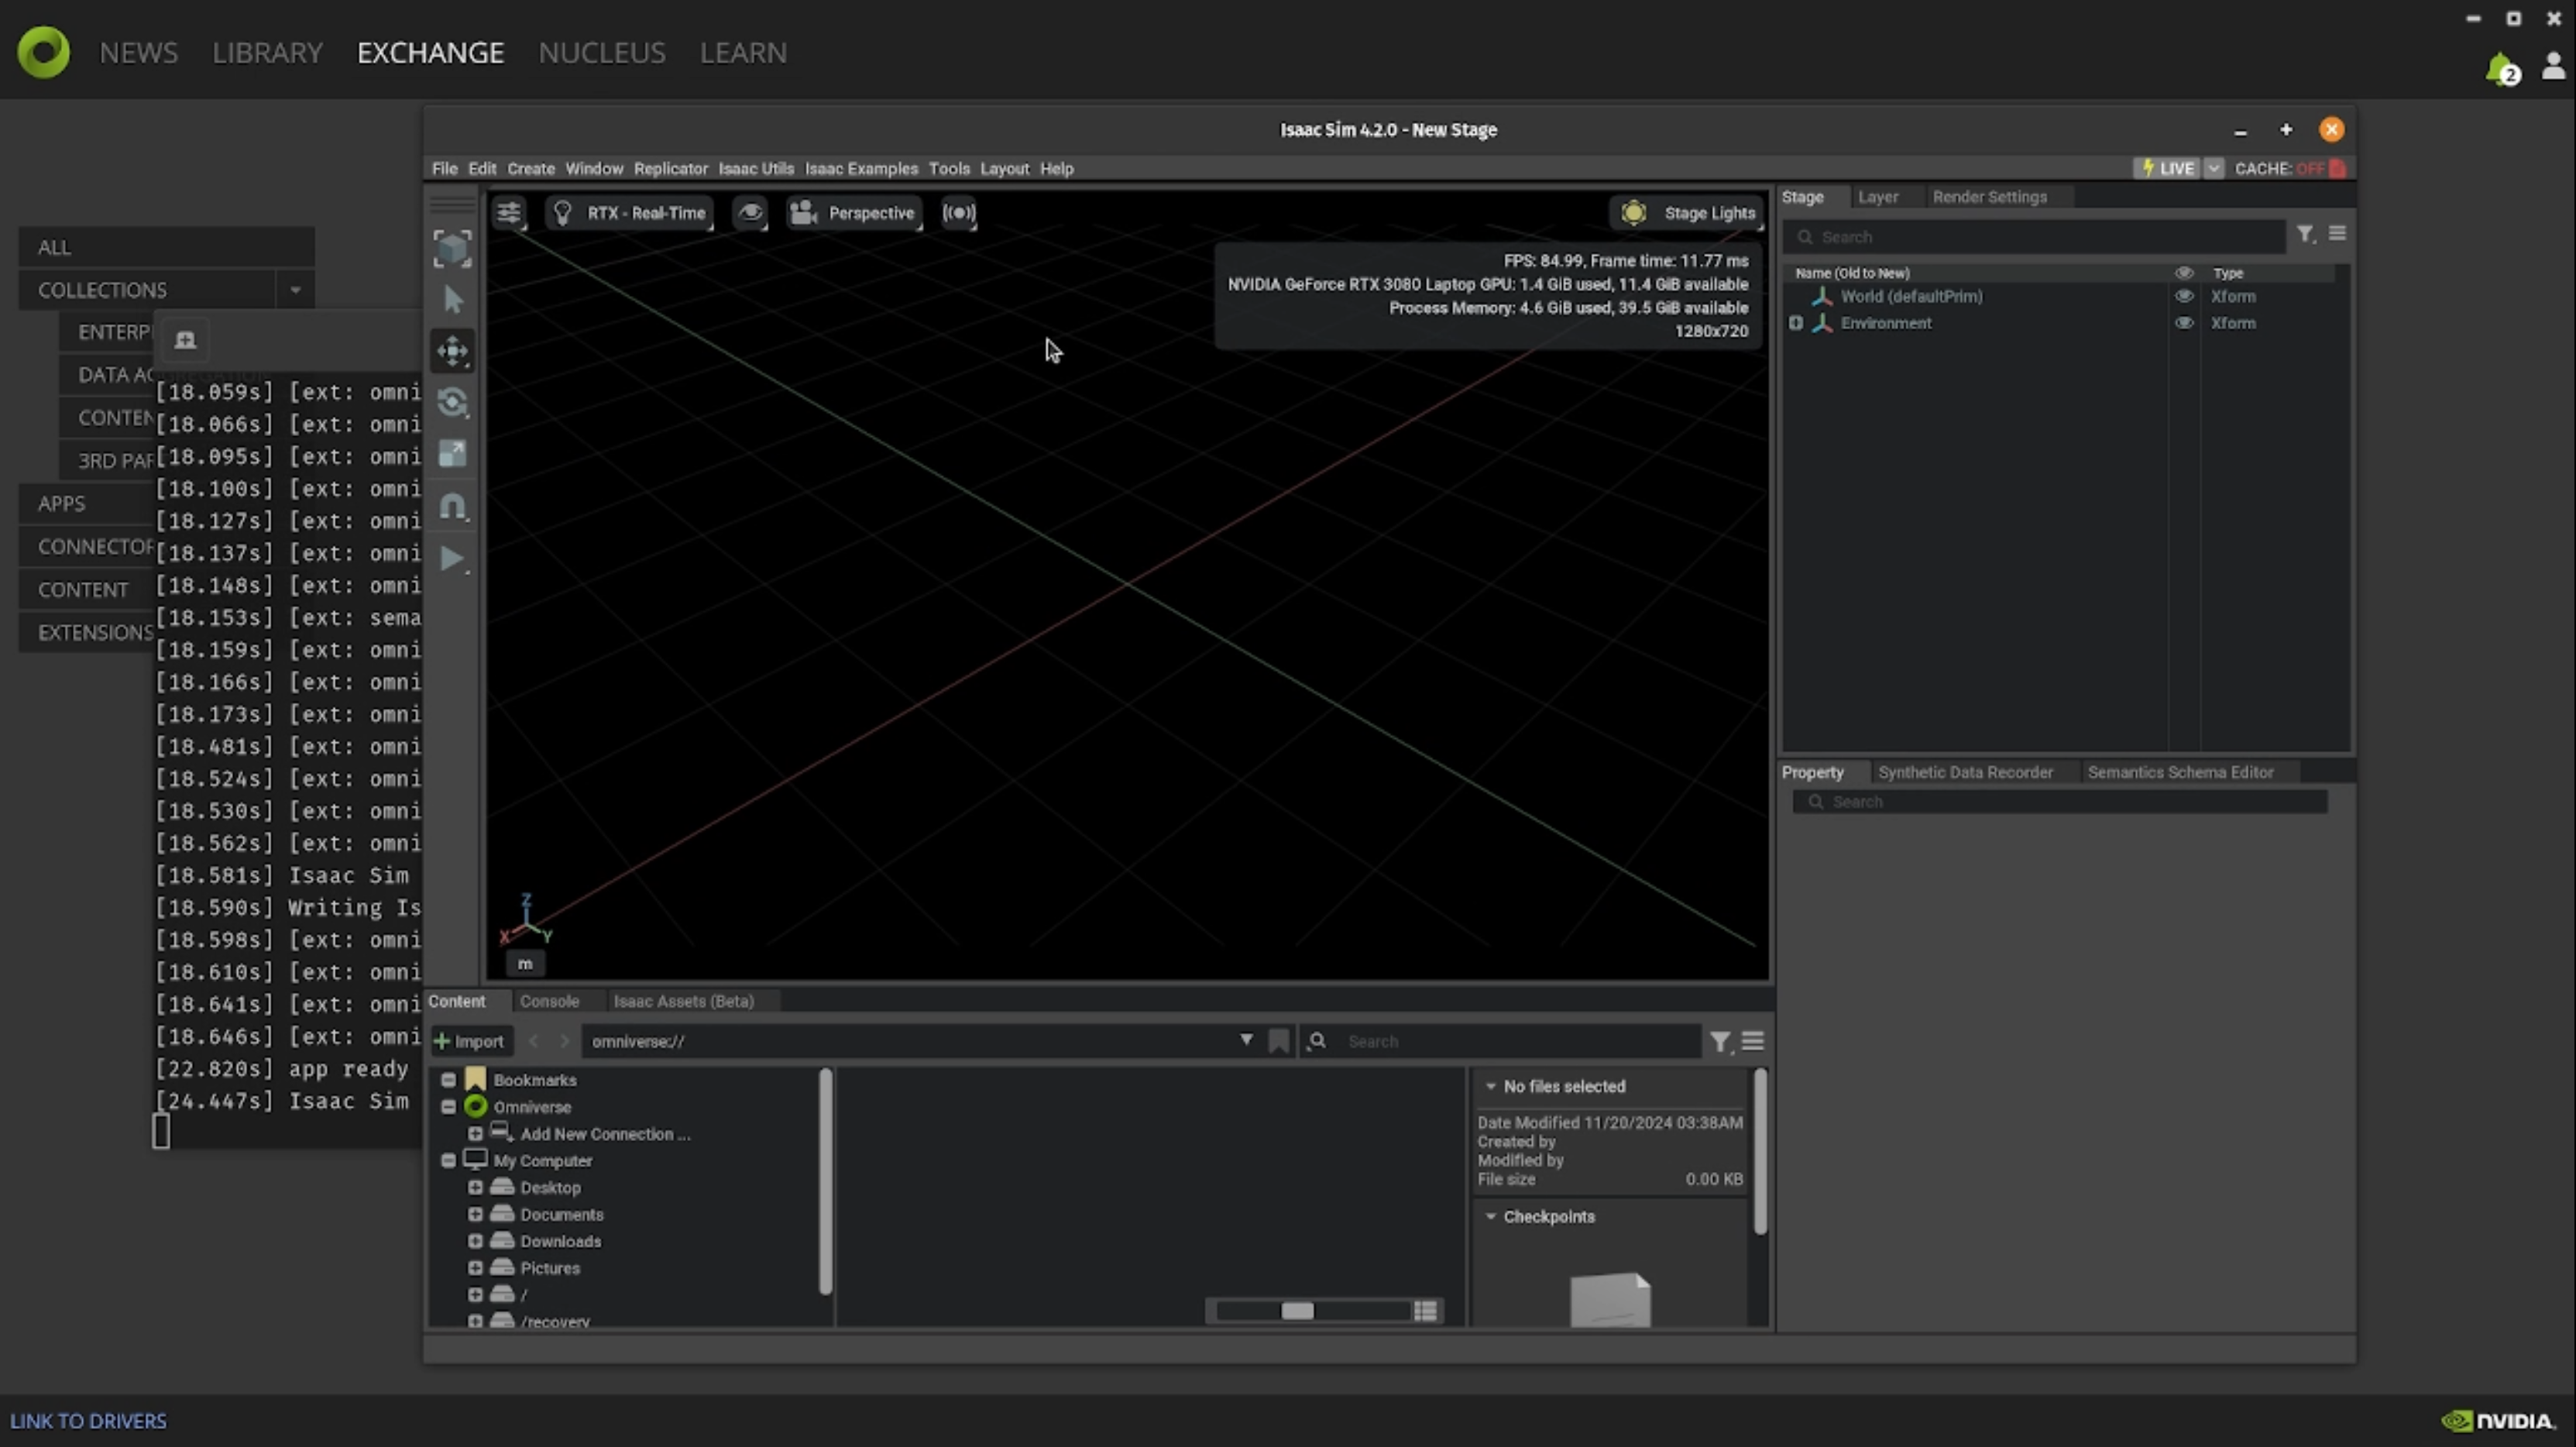 NEWS LIBRARY EXCHANGE NUCLEUS LEARN
2
Isaac Sim 4.2.0 - New Stage
File Edit Create Window Replicator Isaac Utils Isaac Examples Tools Layout Help
LIVE CACHE: OFF
ALL
COLLECTIONS
ENTERP
DATA AG
CONTEN
3RD PAR
APPS
CONNECTOR
CONTENT
EXTENSIONS
[18.059s] [ext: omni
[18.066s] [ext: omni
[18.095s] [ext: omni
[18.100s] [ext: omni
[18.127s] [ext: omni
[18.137s] [ext: omni
[18.148s] [ext: omni
[18.153s] [ext: sema
[18.159s] [ext: omni
[18.166s] [ext: omni
[18.173s] [ext: omni
[18.481s] [ext: omni
[18.524s] [ext: omni
[18.530s] [ext: omni
[18.562s] [ext: omni
[18.581s] Isaac Sim
[18.590s] Writing Is
[18.598s] [ext: omni
[18.610s] [ext: omni
[18.641s] [ext: omni
[18.646s] [ext: omni
[22.820s] app ready
[24.447s] Isaac Sim
RTX - Real-Time Perspective Stage Lights
FPS: 84.99, Frame time: 11.77 ms
NVIDIA GeForce RTX 3080 Laptop GPU: 1.4 GiB used, 11.4 GiB available
Process Memory: 4.6 GiB used, 39.5 GiB available
1280x720
Z
X Y
m
Stage Layer Render Settings
Search
Name (Old to New) Type
World (defaultPrim) Xform
Environment Xform
Property Synthetic Data Recorder Semantics Schema Editor
Search
Content Console Isaac Assets (Beta)
Import omniverse:// Search
Bookmarks
Omniverse
Add New Connection ...
My Computer
Desktop
Documents
Downloads
Pictures
/
/recovery
No files selected
Date Modified 11/20/2024 03:38AM
Created by
Modified by
File size 0.00 KB
Checkpoints
LINK TO DRIVERS
NVIDIA.